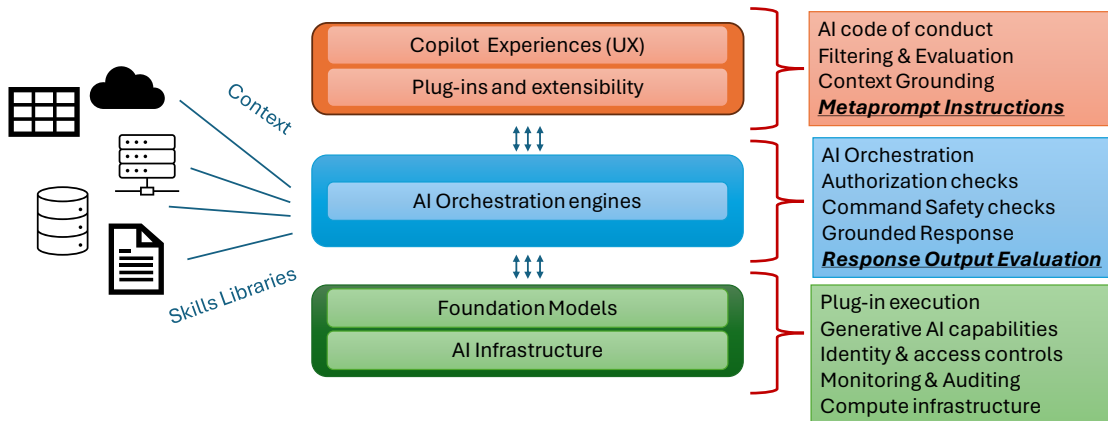 Context
Skills Libraries
Copilot Experiences (UX)
Plug-ins and extensibility
AI Orchestration engines
Foundation Models
AI Infrastructure
AI code of conduct
Filtering & Evaluation
Context Grounding
Metaprompt Instructions
AI Orchestration
Authorization checks
Command Safety checks
Grounded Response
Response Output Evaluation
Plug-in execution
Generative AI capabilities
Identity & access controls
Monitoring & Auditing
Compute infrastructure